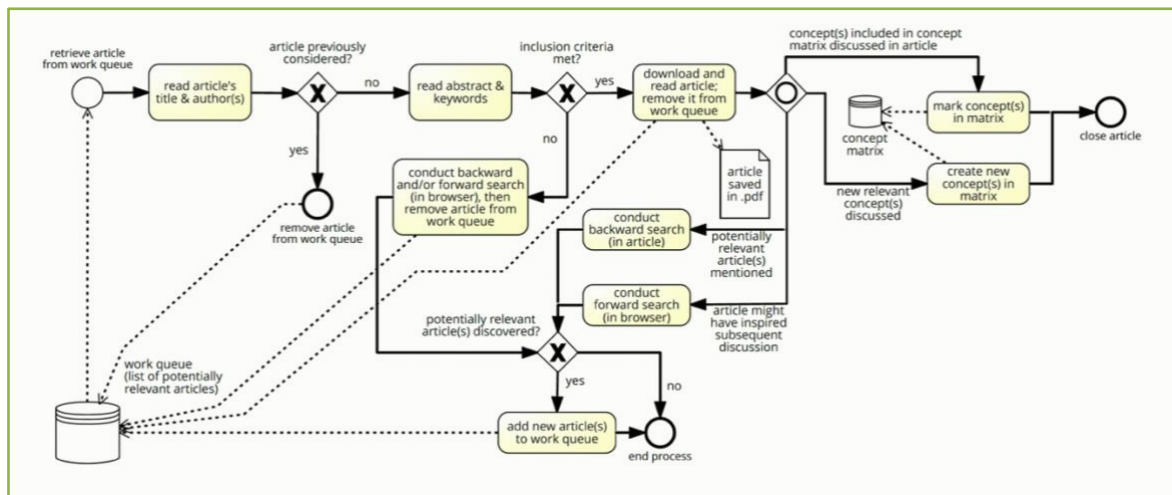 retrieve article
from work queue
read article's
title & author(s)
article previously
considered?
X
no
yes
remove article
from work queue
read abstract &
keywords
inclusion criteria
met?
X
yes
no
download and
read article;
remove it from
work queue
concept(s) included in concept
matrix discussed in article
mark concept(s)
in matrix
close article
concept
matrix
create new
concept(s) in
matrix
new relevant
concept(s)
discussed
article
saved
in .pdf
conduct backward
and/or forward search
(in browser), then
remove article from
work queue
conduct
backward search
(in article)
potentially
relevant
article(s)
mentioned
conduct
forward search
(in browser)
article might
have inspired
subsequent
discussion
potentially relevant
article(s) discovered?
X
yes
no
work queue
(list of potentially
relevant articles)
add new article(s)
to work queue
end process